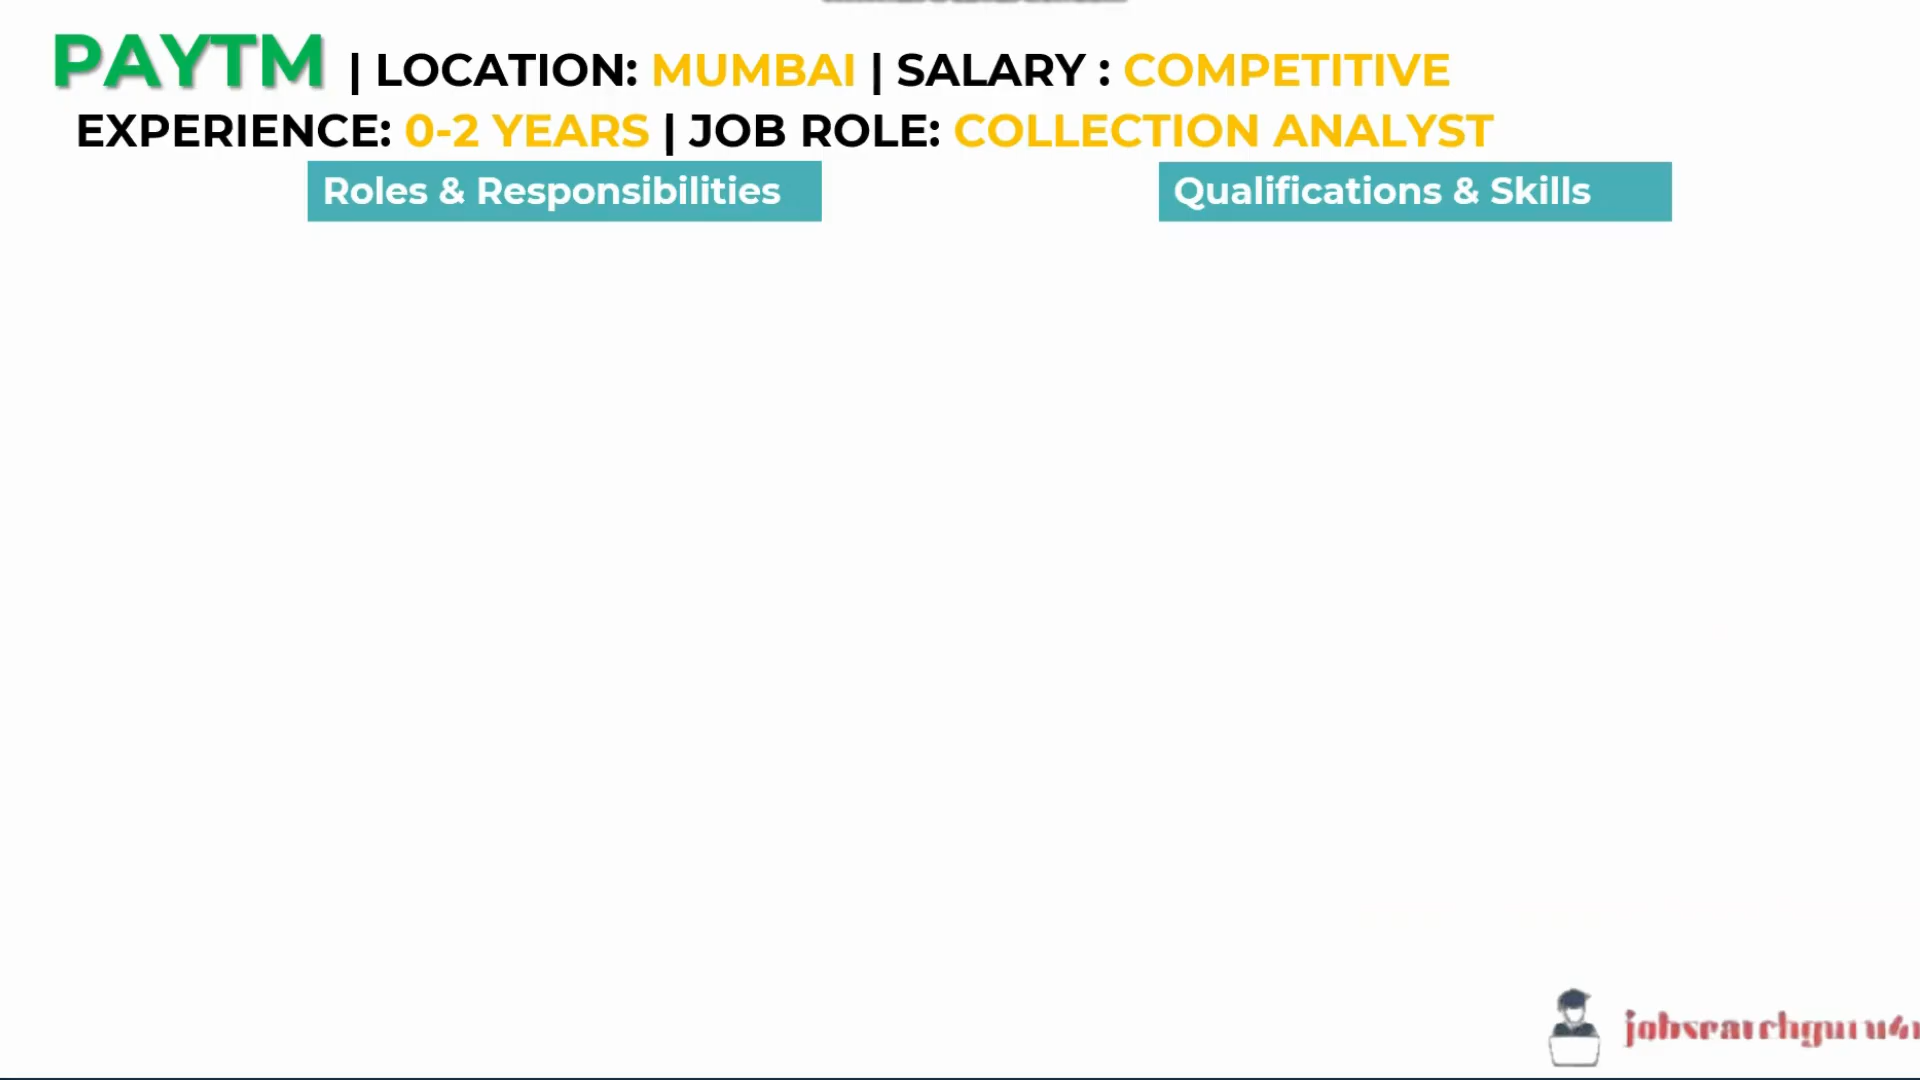 PAYTM | LOCATION: MUMBAI | SALARY : COMPETITIVE
EXPERIENCE: 0-2 YEARS | JOB ROLE: COLLECTION ANALYST
Roles & Responsibilities
Qualifications & Skills